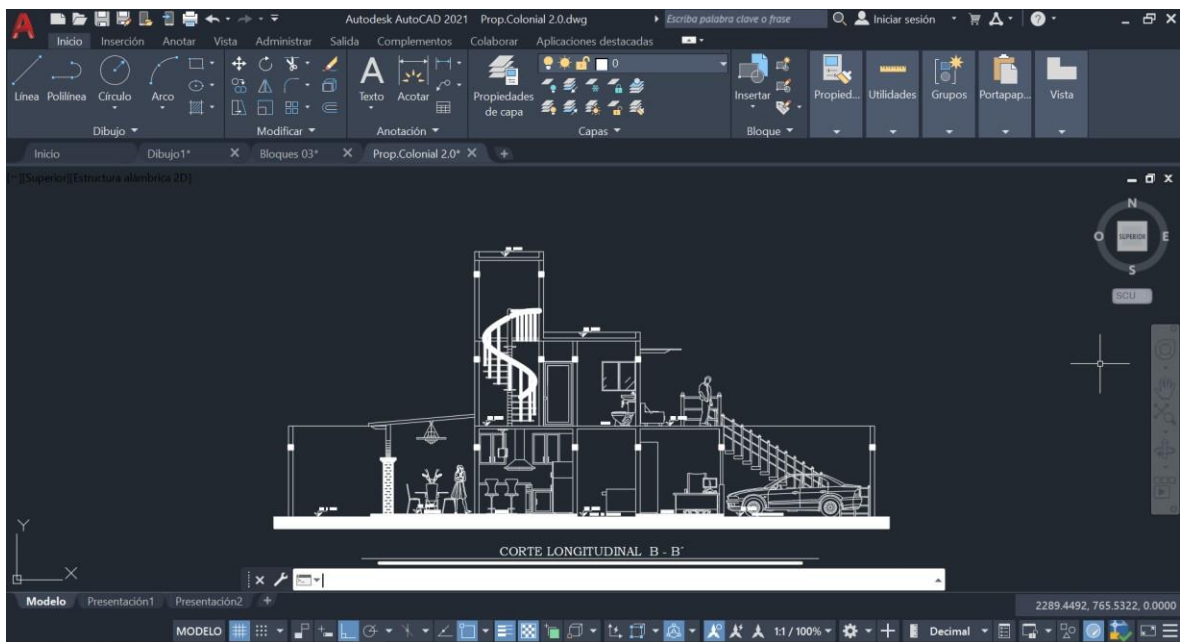 A Autodesk AutoCAD 2021 Prop.Colonial 2.0.dwg Escriba palabra clave o frase Iniciar sesión
Inicio Inserción Anotar Vista Administrar Salida Complementos Colaborar Aplicaciones destacadas
0
Línea Polilínea Círculo Arco A Texto Acotar Propiedades de capa Insertar Propied... Utilidades Grupos Portapap... Vista
Dibujo Modificar Anotación Capas Bloque
Inicio Dibujo1* Bloques 03* Prop.Colonial 2.0*
[-][Superior][Estructura alámbrica 2D]
N
O SUPERIOR E
S
SCU
CORTE LONGITUDINAL B - B´
Y
X
Modelo Presentación1 Presentación2 + 2289.4492, 765.5322, 0.0000
MODELO 1:1 / 100% Decimal